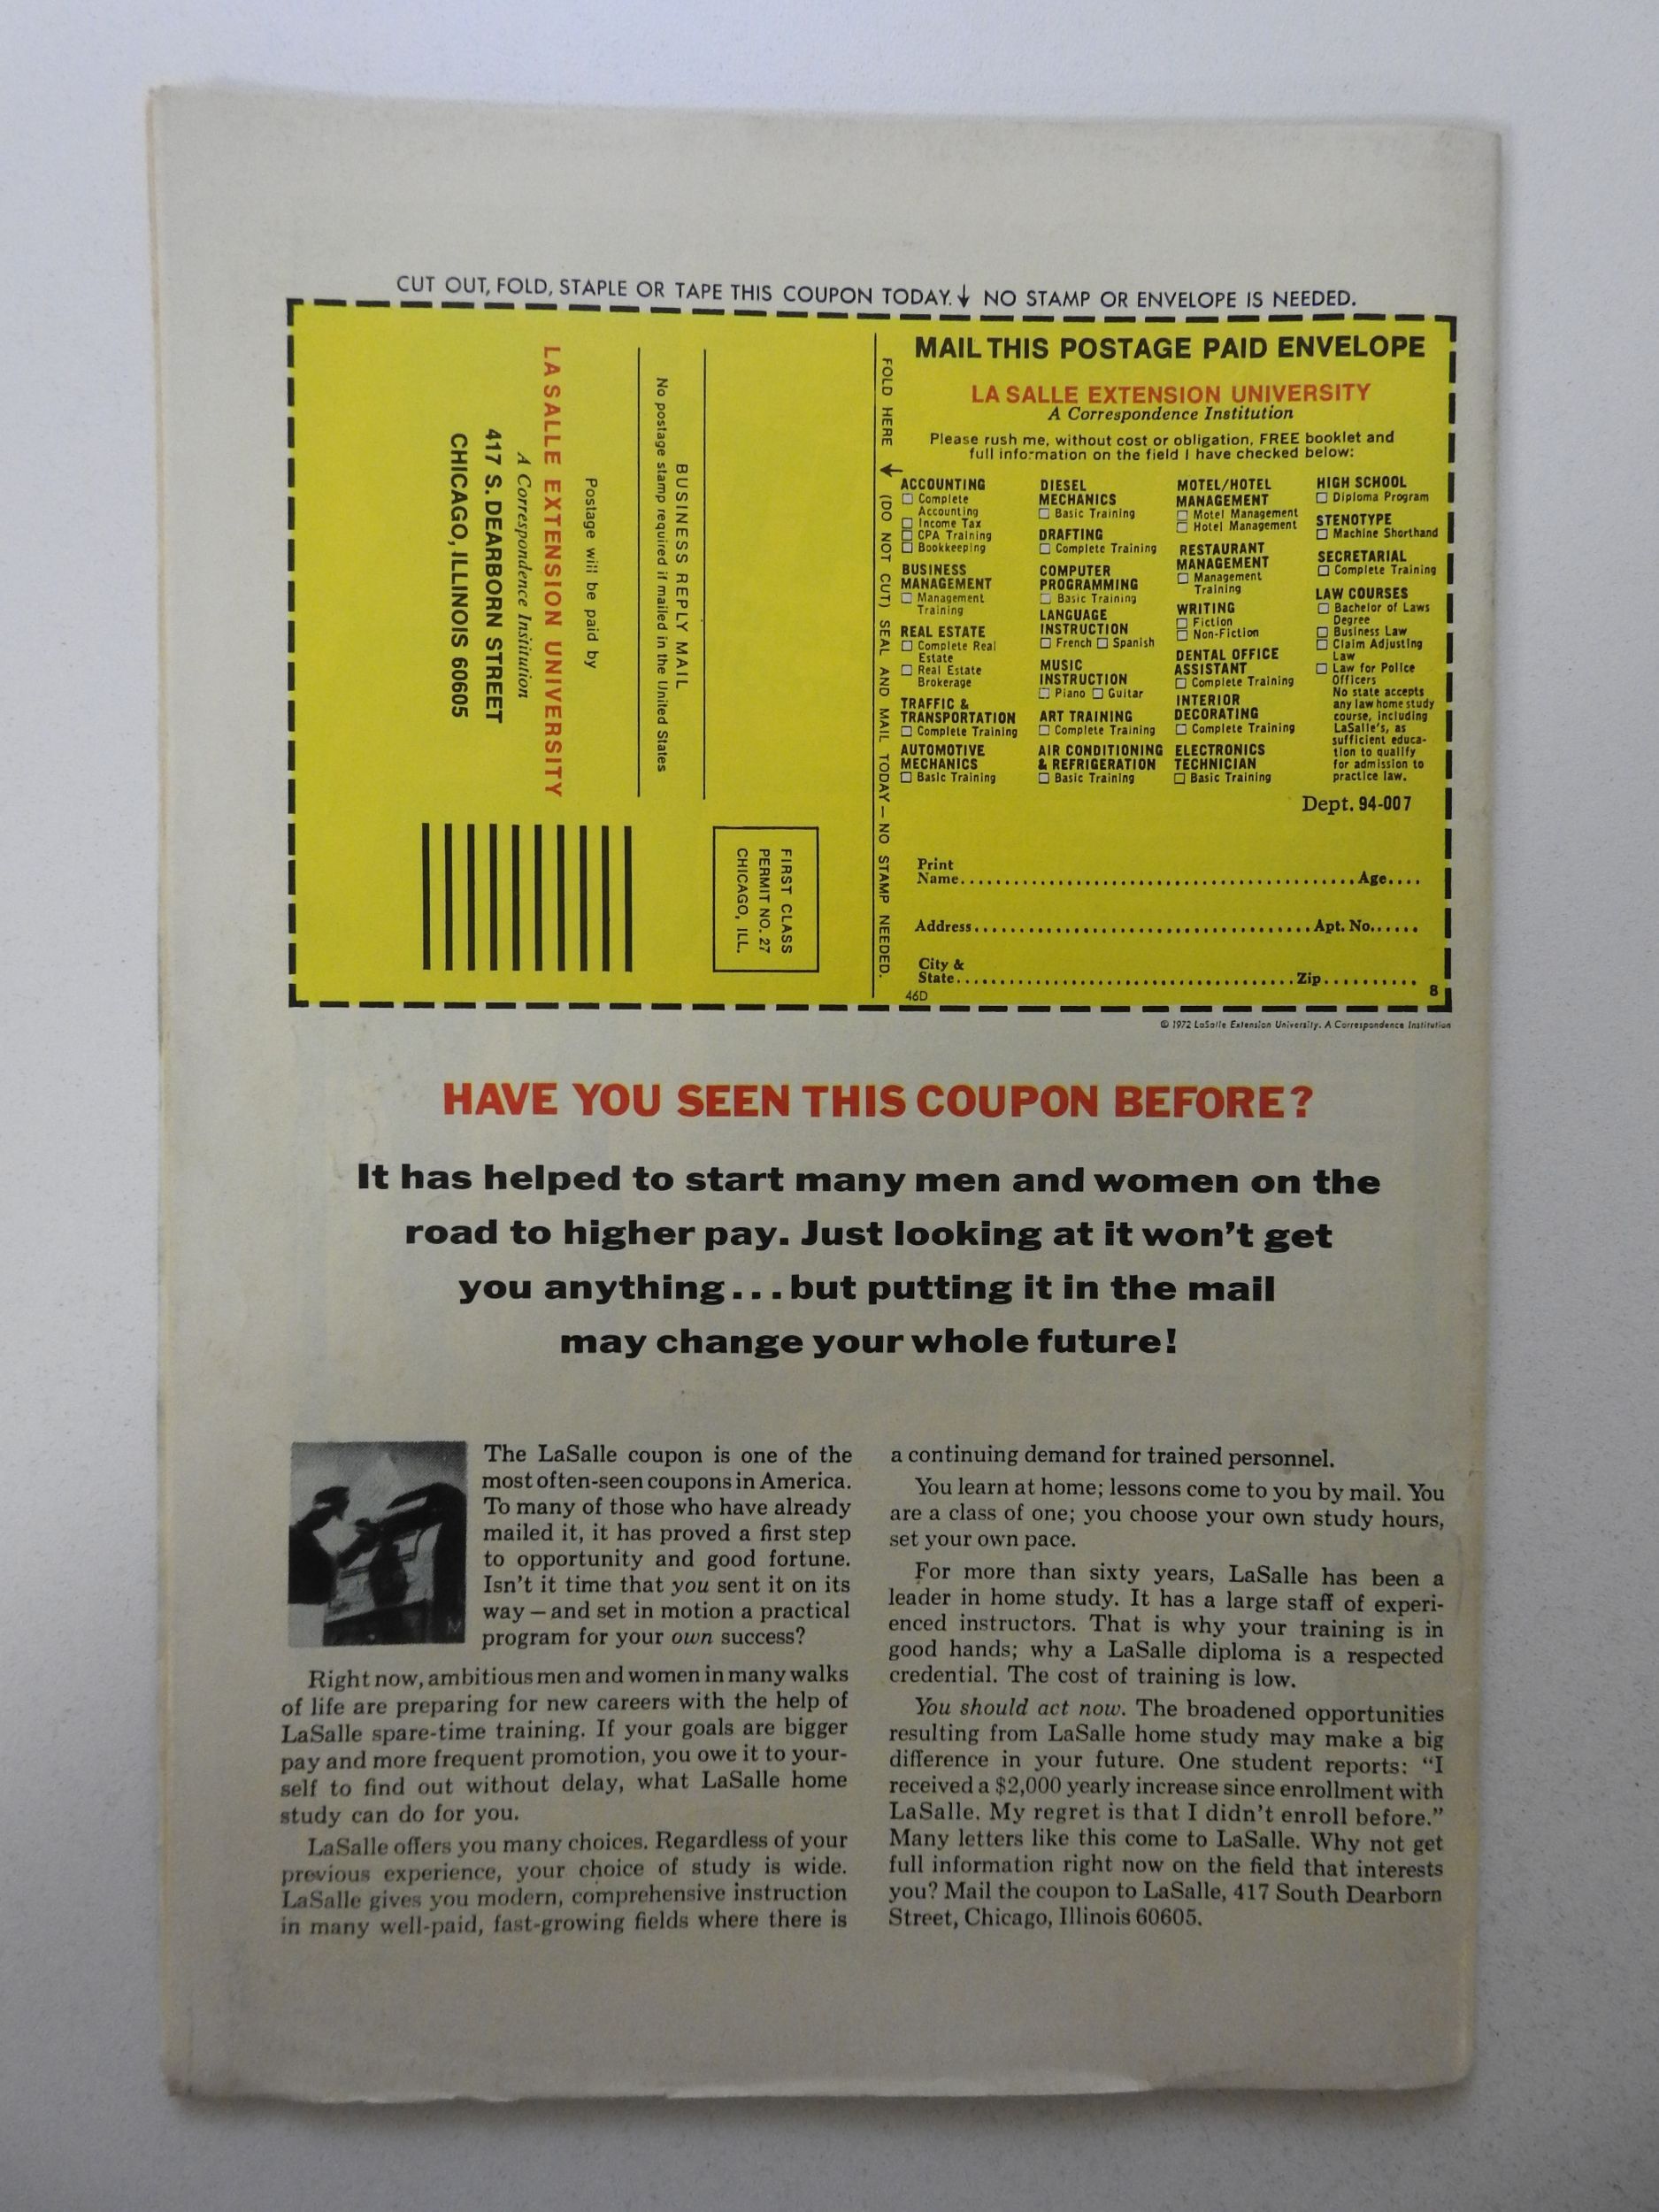 CUT OUT, FOLD, STAPLE OR TAPE THIS COUPON TODAY.↓ NO STAMP OR ENVELOPE IS NEEDED.
LA SALLE EXTENSION UNIVERSITY
A Correspondence Institution
417 S. DEARBORN STREET
CHICAGO, ILLINOIS 60605
Postage will be paid by
No postage stamp required if mailed in the United States
BUSINESS REPLY MAIL
FIRST CLASS
PERMIT NO. 27
CHICAGO, ILL.
FOLD HERE (DO NOT CUT) SEAL AND MAIL TODAY—NO STAMP NEEDED.
MAIL THIS POSTAGE PAID ENVELOPE
LA SALLE EXTENSION UNIVERSITY
A Correspondence Institution
Please rush me, without cost or obligation, FREE booklet and
full information on the field I have checked below:
ACCOUNTING
☐ Complete
Accounting
☐ Income Tax
☐ CPA Training
☐ Bookkeeping
BUSINESS
MANAGEMENT
☐ Management
Training
REAL ESTATE
☐ Complete Real
Estate
☐ Real Estate
Brokerage
TRAFFIC &
TRANSPORTATION
☐ Complete Training
AUTOMOTIVE
MECHANICS
☐ Basic Training
DIESEL
MECHANICS
☐ Basic Training
DRAFTING
☐ Complete Training
COMPUTER
PROGRAMMING
☐ Basic Training
LANGUAGE
INSTRUCTION
☐ French ☐ Spanish
MUSIC
INSTRUCTION
☐ Piano ☐ Guitar
ART TRAINING
☐ Complete Training
AIR CONDITIONING
& REFRIGERATION
☐ Basic Training
MOTEL/HOTEL
MANAGEMENT
☐ Motel Management
☐ Hotel Management
RESTAURANT
MANAGEMENT
☐ Management
Training
WRITING
☐ Fiction
☐ Non-Fiction
DENTAL OFFICE
ASSISTANT
☐ Complete Training
INTERIOR
DECORATING
☐ Complete Training
ELECTRONICS
TECHNICIAN
☐ Basic Training
HIGH SCHOOL
☐ Diploma Program
STENOTYPE
☐ Machine Shorthand
SECRETARIAL
☐ Complete Training
LAW COURSES
☐ Bachelor of Laws
Degree
☐ Business Law
☐ Claim Adjusting
Law
☐ Law for Police
Officers
No state accepts
any law home study
course, including
LaSalle's, as
sufficient educa-
tion to qualify
for admission to
practice law.
Dept. 94-007
Print
Name........................................Age....
Address........................................Apt. No......
City &
State........................................Zip..........
46D
8
© 1972 LaSalle Extension University. A Correspondence Institution
HAVE YOU SEEN THIS COUPON BEFORE?
It has helped to start many men and women on the
road to higher pay. Just looking at it won't get
you anything...but putting it in the mail
may change your whole future!
The LaSalle coupon is one of the
most often-seen coupons in America.
To many of those who have already
mailed it, it has proved a first step
to opportunity and good fortune.
Isn't it time that you sent it on its
way — and set in motion a practical
program for your own success?
Right now, ambitious men and women in many walks
of life are preparing for new careers with the help of
LaSalle spare-time training. If your goals are bigger
pay and more frequent promotion, you owe it to your-
self to find out without delay, what LaSalle home
study can do for you.
LaSalle offers you many choices. Regardless of your
previous experience, your choice of study is wide.
LaSalle gives you modern, comprehensive instruction
in many well-paid, fast-growing fields where there is
a continuing demand for trained personnel.
You learn at home; lessons come to you by mail. You
are a class of one; you choose your own study hours,
set your own pace.
For more than sixty years, LaSalle has been a
leader in home study. It has a large staff of experi-
enced instructors. That is why your training is in
good hands; why a LaSalle diploma is a respected
credential. The cost of training is low.
You should act now. The broadened opportunities
resulting from LaSalle home study may make a big
difference in your future. One student reports: "I
received a $2,000 yearly increase since enrollment with
LaSalle. My regret is that I didn't enroll before."
Many letters like this come to LaSalle. Why not get
full information right now on the field that interests
you? Mail the coupon to LaSalle, 417 South Dearborn
Street, Chicago, Illinois 60605.